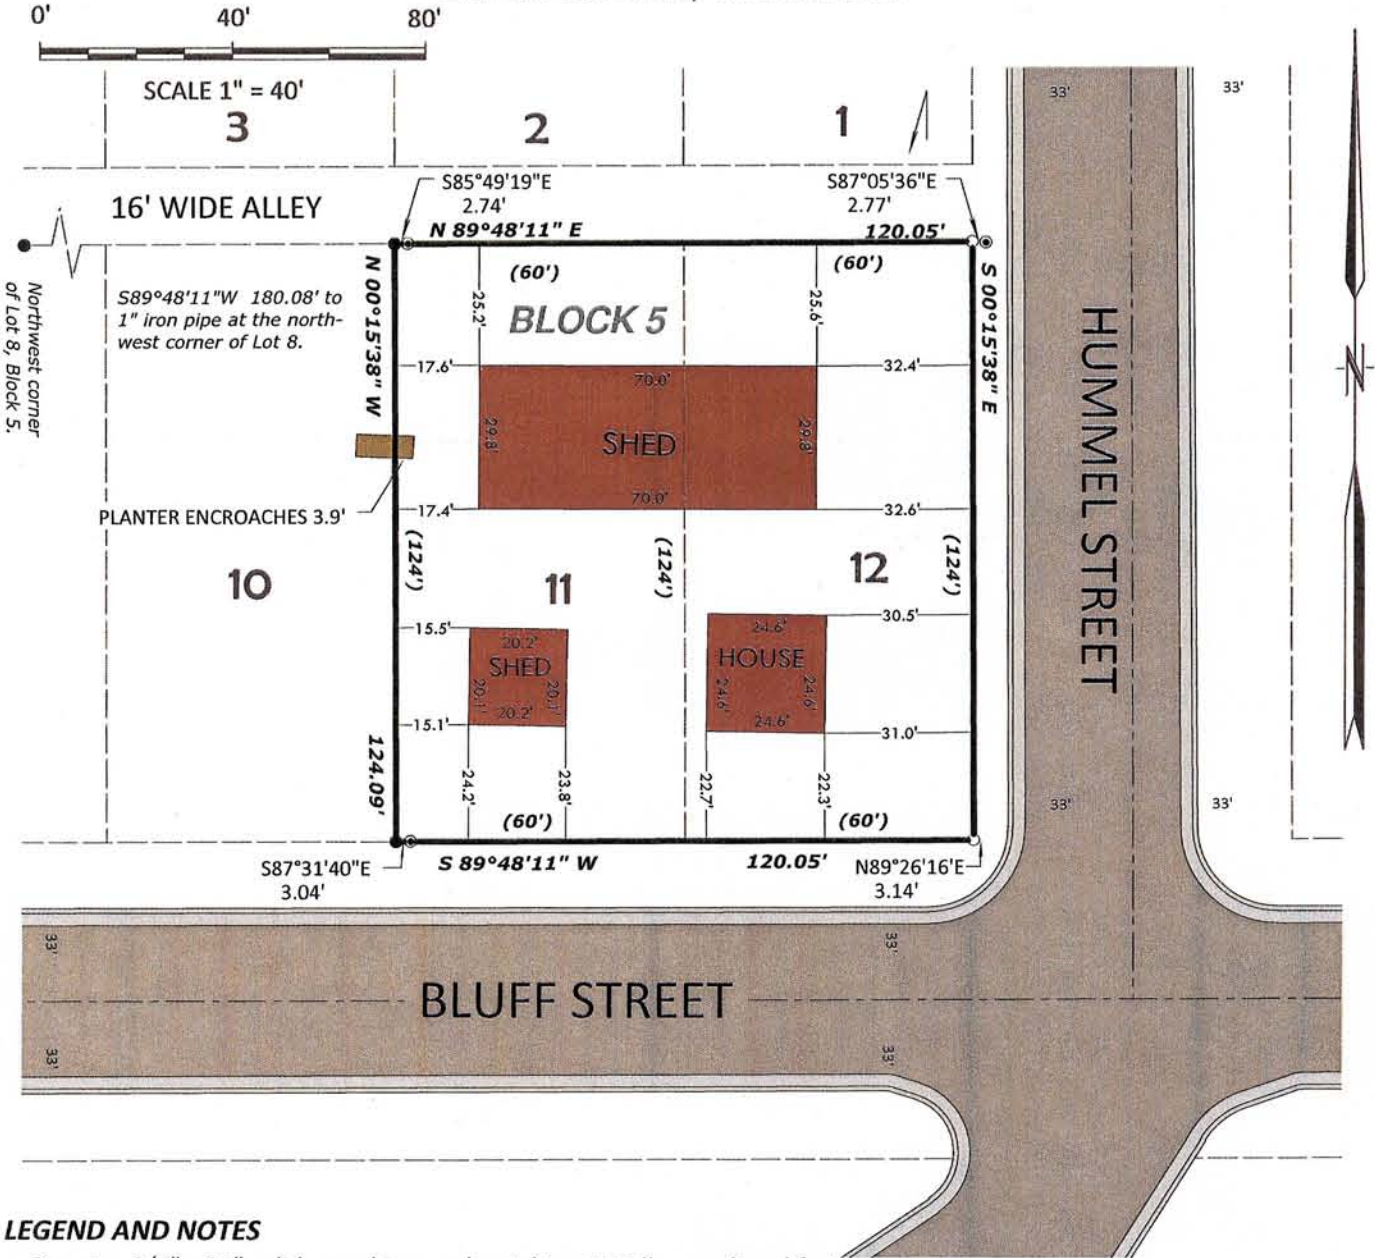 0' 40' 80'
SCALE 1" = 40'
3 2 1
33' 33'
16' WIDE ALLEY
S85°49'19"E
2.74'
S87°05'36"E
2.77'
N 89°48'11" E 120.05'
(60') (60')
Northwest corner
of Lot 8, Block 5.
S89°48'11"W 180.08' to
1" iron pipe at the north-
west corner of Lot 8.
N 00°15'38" W
S 00°15'38" E
25.2' 25.6'
BLOCK 5
17.6' 32.4'
70.0'
29.8' SHED 29.8'
70.0'
17.4' 32.6'
PLANTER ENCROACHES 3.9'
(124') (124') (124')
10 11 12
HUMMEL STREET
N
15.5' 30.5'
20.2'
SHED
20.1' 20.1'
20.2'
24.6'
HOUSE
24.6' 24.6'
24.6'
15.1' 31.0'
124.09'
24.2' 23.8' 22.7' 22.3'
33' 33'
(60') (60')
S87°31'40"E
3.04'
S 89°48'11" W 120.05'
N89°26'16"E
3.14'
33' 33'
BLUFF STREET
33' 33'
LEGEND AND NOTES